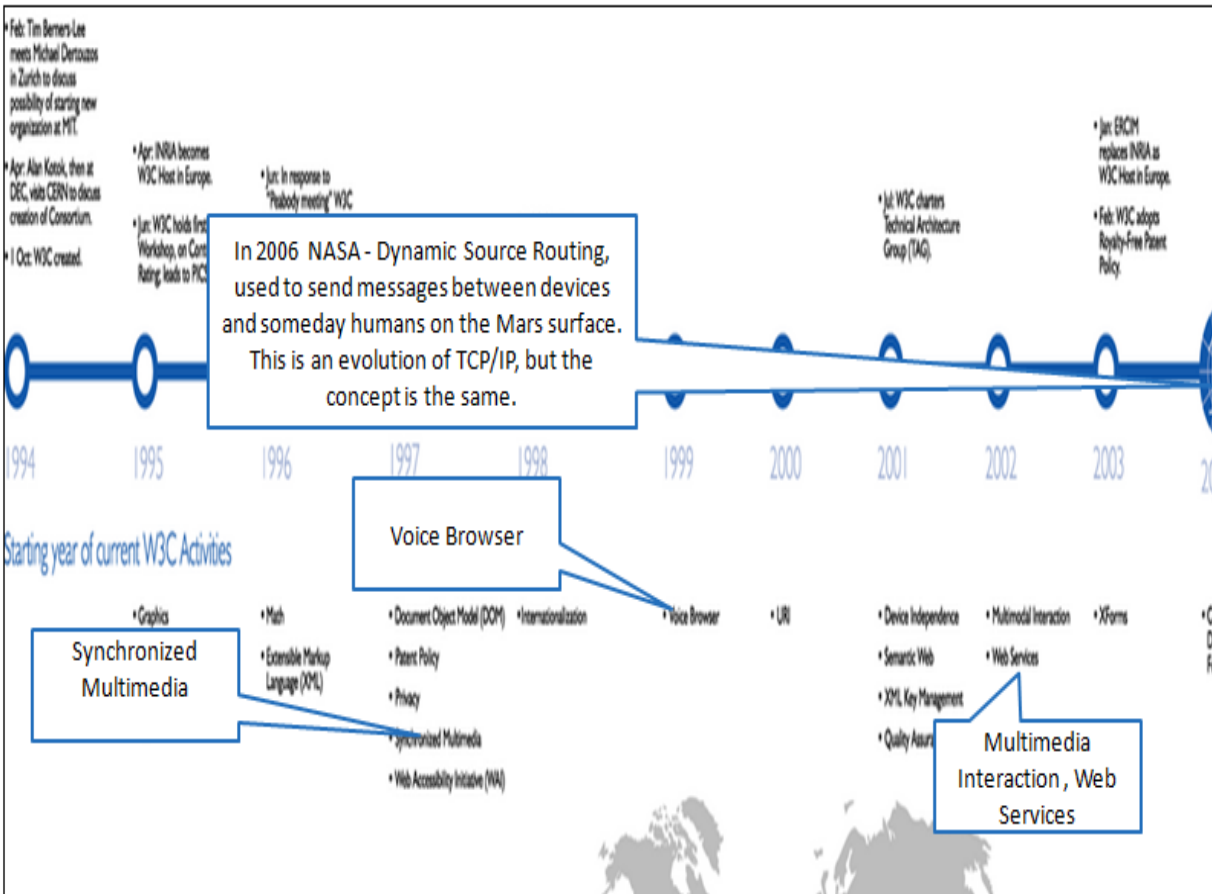 • Feb: Tim Berners-Lee
meets Michael Dertouzos
in Zurich to discuss
possibility of starting new
organization at MIT.
• Apr: Alan Kotok, then at
DEC, visits CERN to discuss
creation of Consortium.
• 1 Oct: W3C created.
• Apr: INRIA becomes
W3C Host in Europe.
• Jun: W3C holds first
Workshop, on
Rating, leads to PICS
• Jun: In response to
"Peabody meeting" W3C
• Jul: W3C charters
Technical Architecture
Group (TAG).
• Jan: ERCIM
replaces INRIA as
W3C Host in Europe.
• Feb: W3C adopts
Royalty-Free Patent
Policy.
In 2006 NASA - Dynamic Source Routing,
used to send messages between devices
and someday humans on the Mars surface.
This is an evolution of TCP/IP, but the
concept is the same.
1994 1995 1996 1997 1998 1999 2000 2001 2002 2003
Voice Browser
Starting year of current W3C Activities
• Graphics
• Math
• Extensible Markup
Language (XML)
• Document Object Model (DOM)
• Patent Policy
• Privacy
• Synchronized Multimedia
• Web Accessibility Initiative (WAI)
• Internationalization
• Voice Browser
• URI
• Device Independence
• Semantic Web
• XML Key Management
• Quality
• Multimodal Interaction
• Web Services
• XForms
Synchronized
Multimedia
Multimedia
Interaction , Web
Services